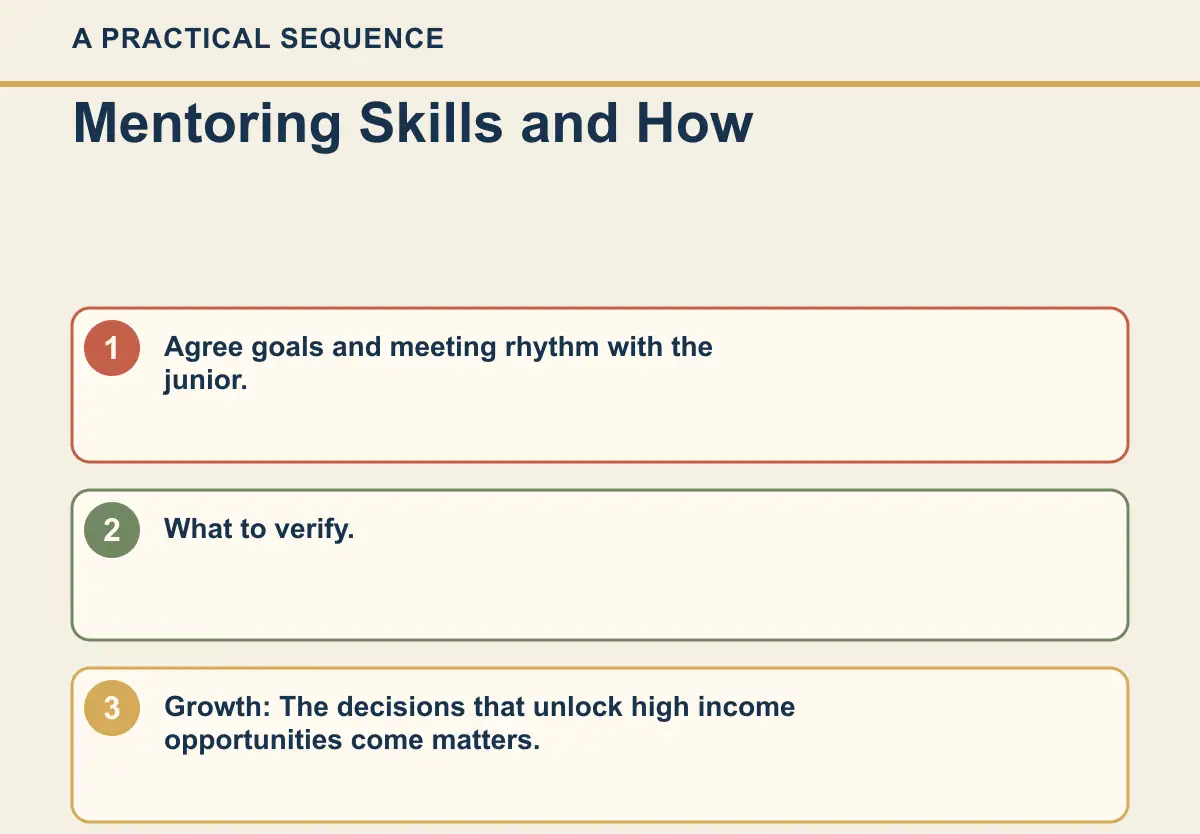 A PRACTICAL SEQUENCE
Mentoring Skills and How
1
Agree goals and meeting rhythm with the
junior.
2
What to verify.
3
Growth: The decisions that unlock high income
opportunities come matters.